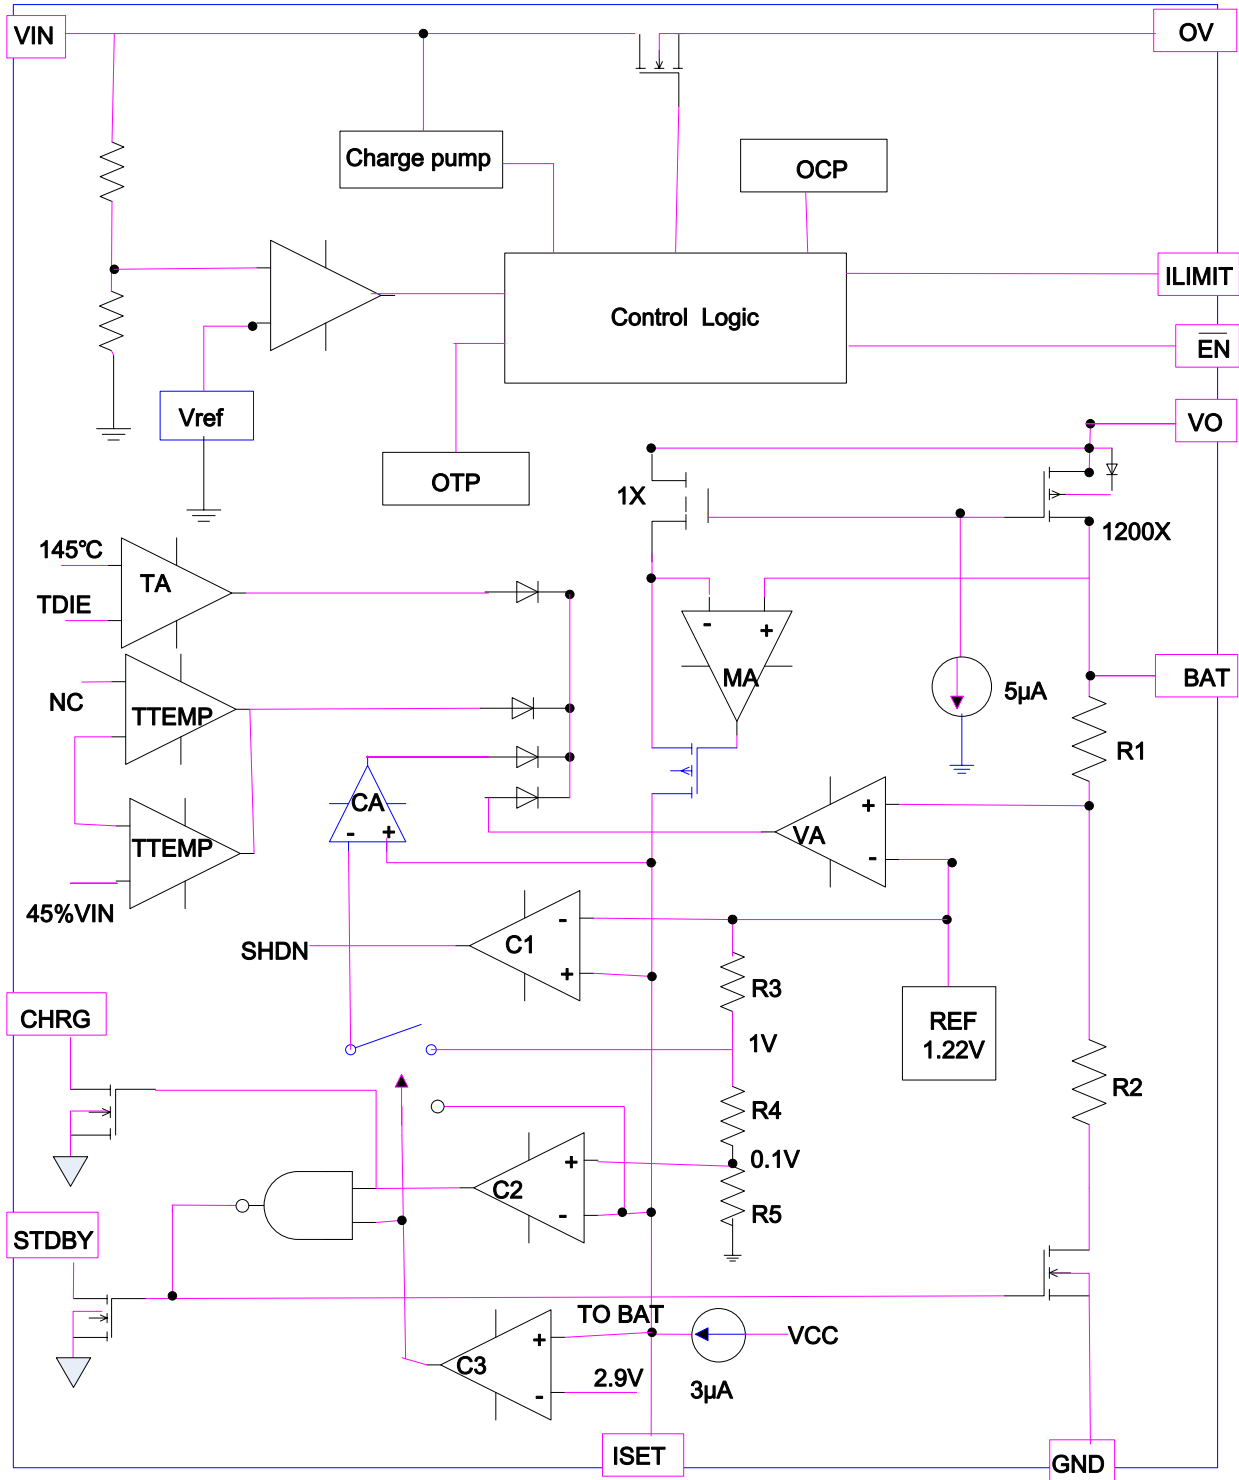 VIN
OV
Charge pump
OCP
ILIMIT
Control Logic
EN
Vref
VO
OTP
1X
1200X
145℃
TA
TDIE
- +
MA
BAT
NC
TTEMP
5μA
R1
CA
- +
+
VA
-
TTEMP
45%VIN
-
SHDN
C1
+
R3
CHRG
REF
1.22V
1V
R4
R2
+
0.1V
C2
-
R5
STDBY
TO BAT
+
VCC
C3
2.9V
-
3μA
ISET
GND